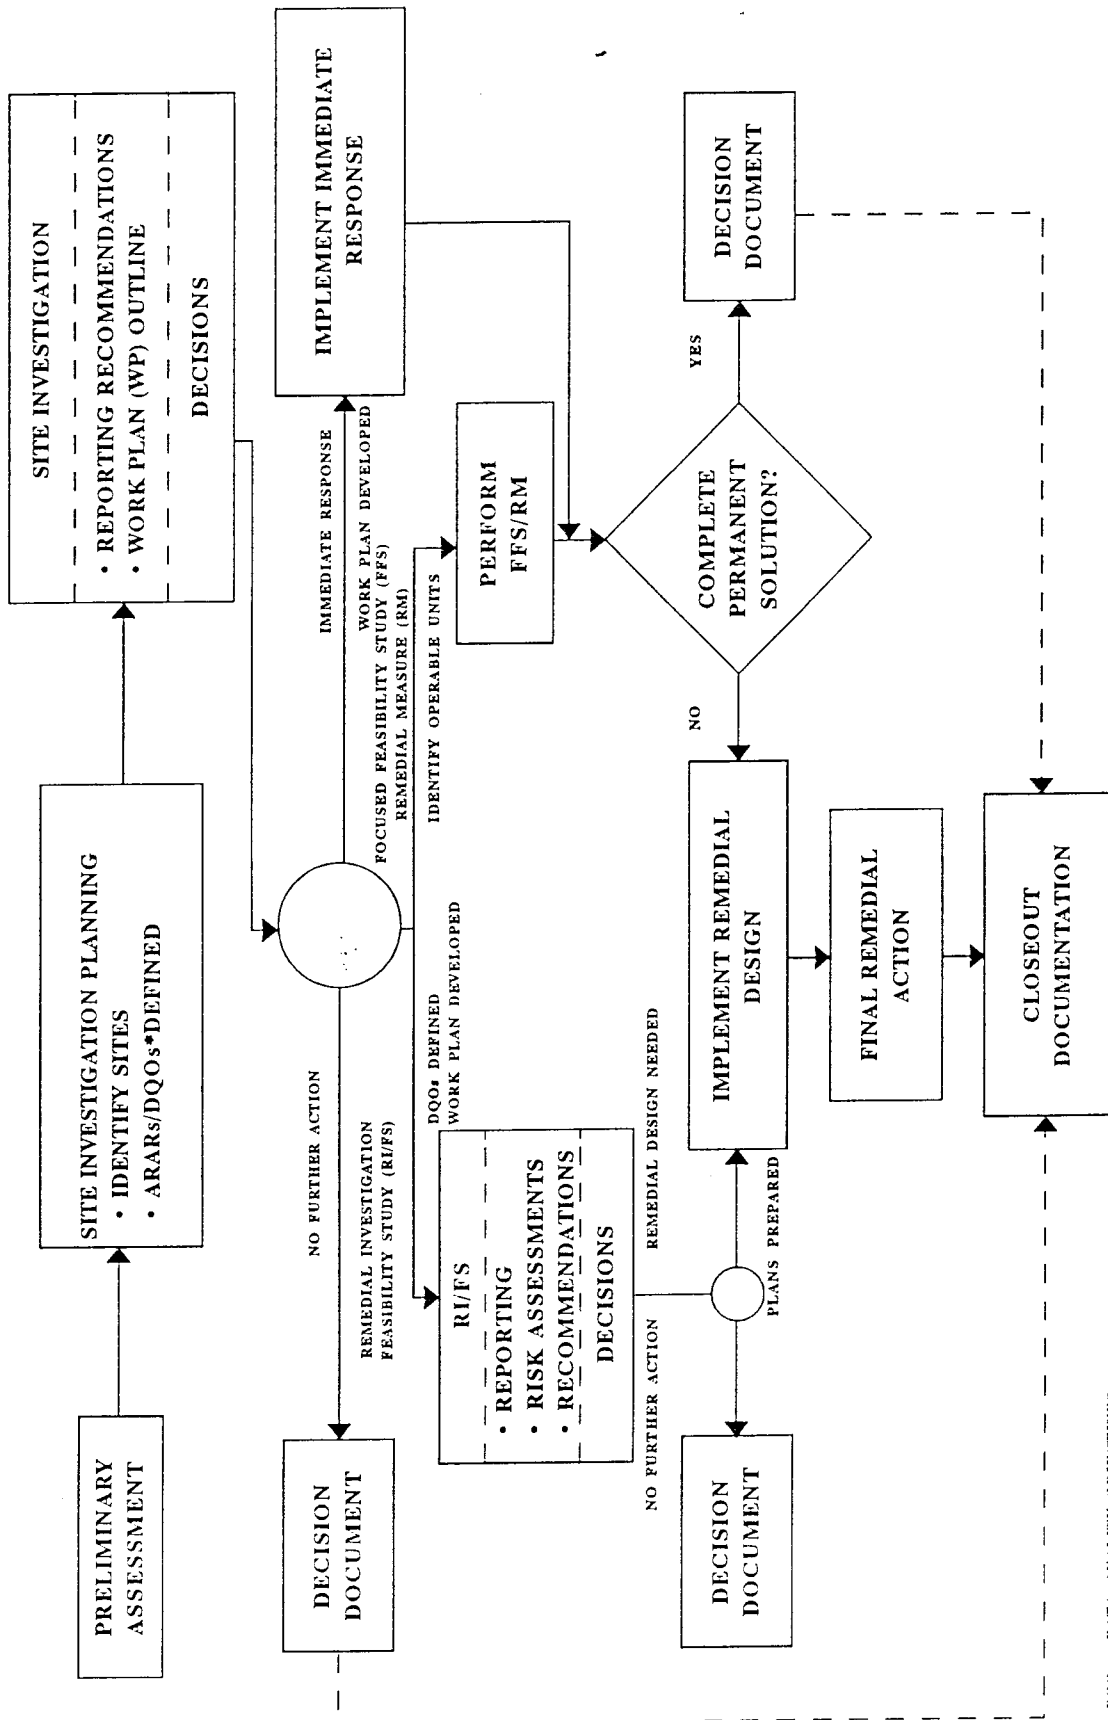 PRELIMINARY
ASSESSMENT
SITE INVESTIGATION PLANNING
• IDENTIFY SITES
• ARARs/DQOs*DEFINED
SITE INVESTIGATION
• REPORTING RECOMMENDATIONS
• WORK PLAN (WP) OUTLINE
DECISIONS
DECISION
DOCUMENT
NO FURTHER ACTION
REMEDIAL INVESTIGATION
FEASIBILITY STUDY (RI/FS)
IMMEDIATE RESPONSE
WORK PLAN DEVELOPED
FOCUSED FEASIBILITY STUDY (FFS)
REMEDIAL MEASURE (RM)
IDENTIFY OPERABLE UNITS
IMPLEMENT IMMEDIATE
RESPONSE
DQOs DEFINED
WORK PLAN DEVELOPED
RI/FS
• REPORTING
• RISK ASSESSMENTS
• RECOMMENDATIONS
DECISIONS
PERFORM
FFS/RM
NO FURTHER ACTION
REMEDIAL DESIGN NEEDED
DECISION
DOCUMENT
PLANS PREPARED
IMPLEMENT REMEDIAL
DESIGN
NO
COMPLETE
PERMANENT
SOLUTION?
YES
DECISION
DOCUMENT
FINAL REMEDIAL
ACTION
CLOSEOUT
DOCUMENTATION